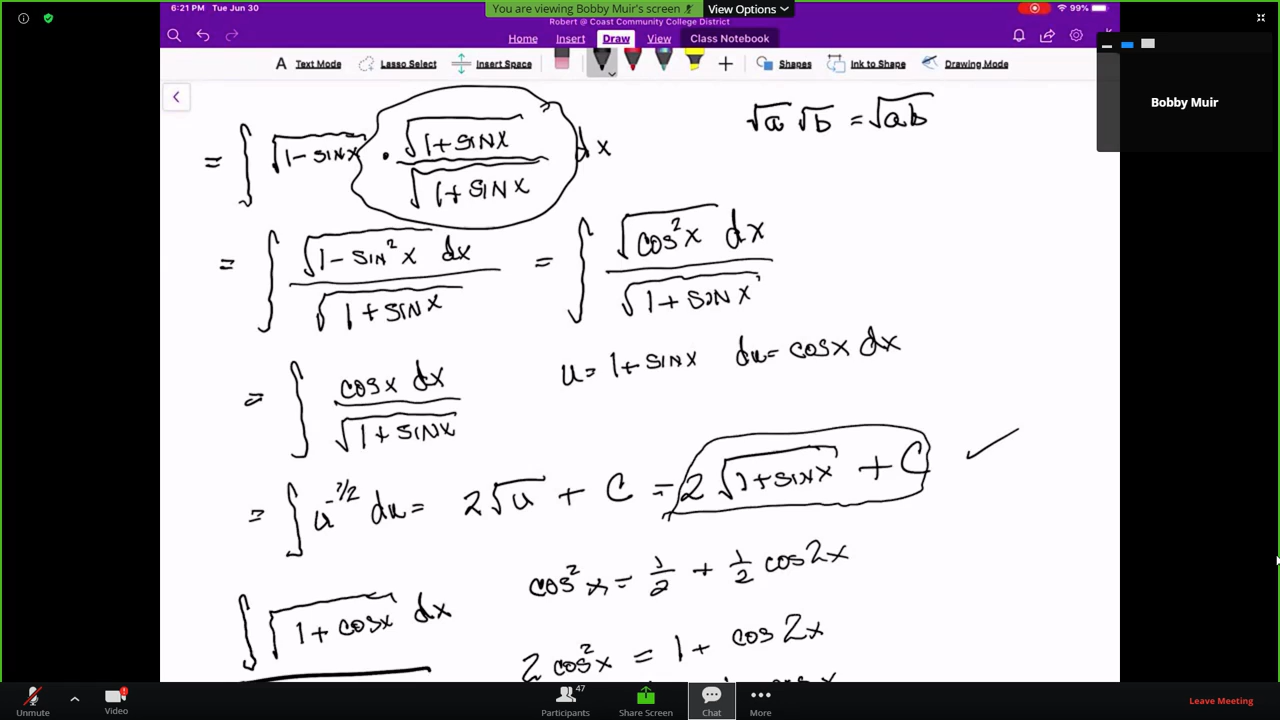 6:21 PM Tue Jun 30
You are viewing Bobby Muir's screen
View Options
99%
Robert @ Coast Community College District
Home Insert Draw View Class Notebook
Text Mode Lasso Select Insert Space Shapes Ink to Shape Drawing Mode
Bobby Muir
= ∫ √(1 - sin x) · √(1 + sin x) / √(1 + sin x) dx
√a √b = √ab
= ∫ √(1 - sin² x) dx / √(1 + sin x) = ∫ √(cos² x) dx / √(1 + sin x)
u = 1 + sin x du = cos x dx
= ∫ cos x dx / √(1 + sin x)
= ∫ u^(-1/2) du = 2√u + C = 2√(1 + sin x) + C ✓
cos² x = 1/2 + 1/2 cos 2x
∫ √(1 + cos x) dx
2 cos² x = 1 + cos 2x
Unmute Video Participants 47 Share Screen Chat More Leave Meeting